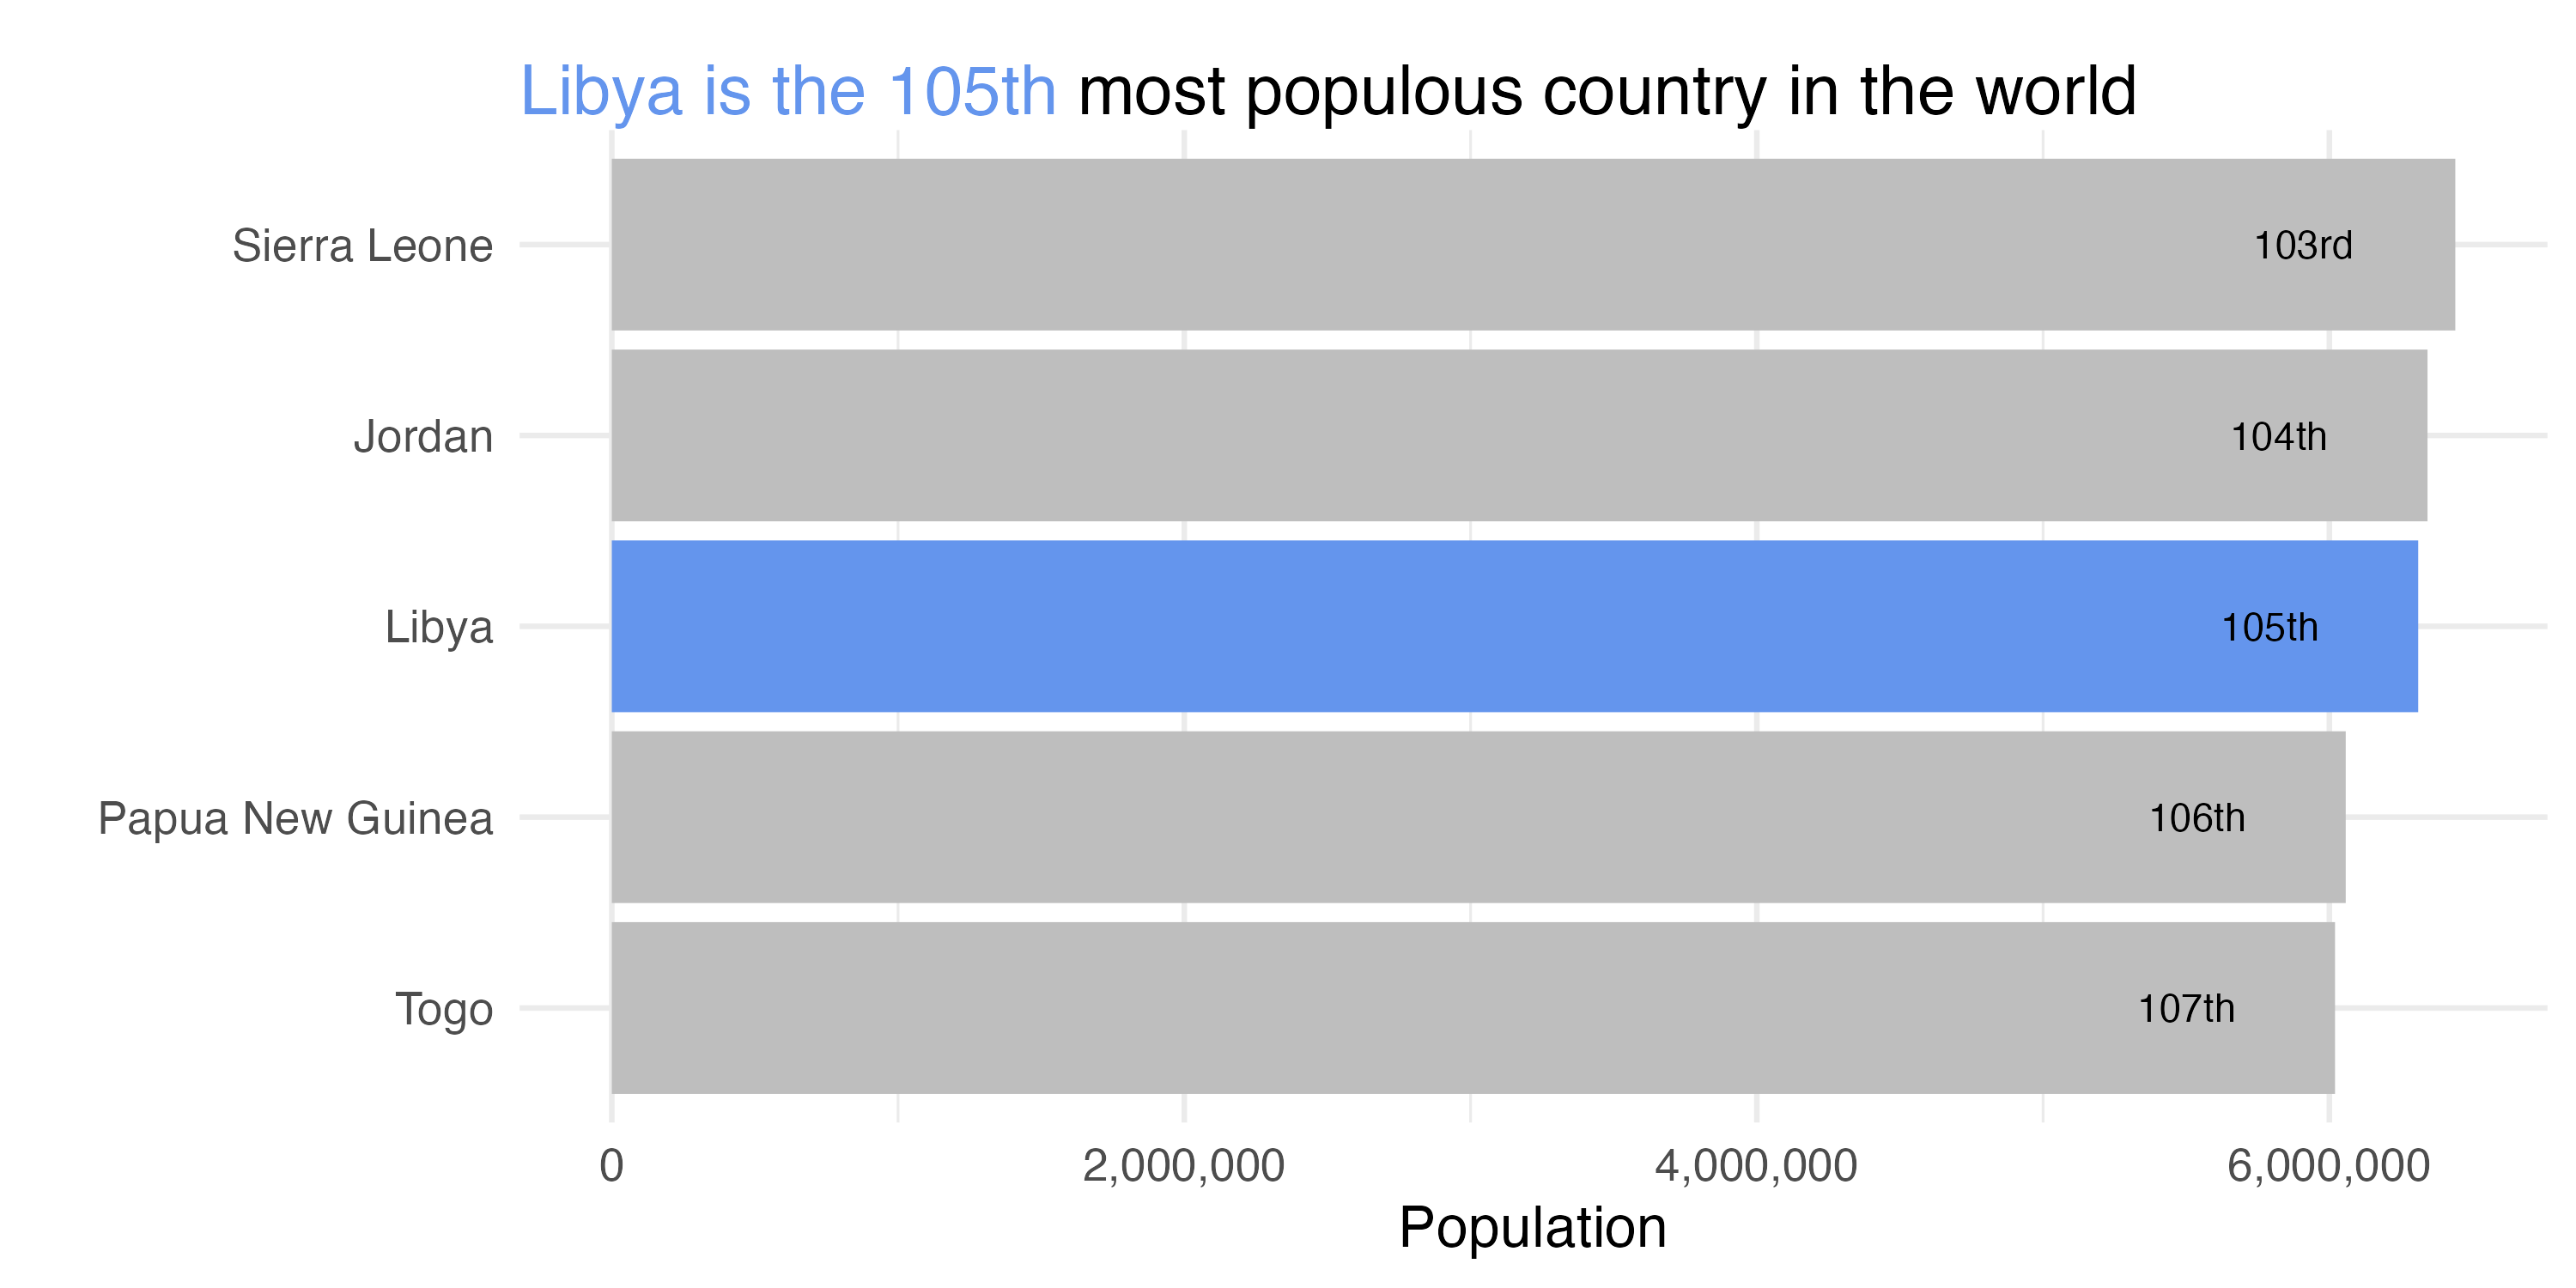 Libya is the 105th most populous country in the world
Sierra Leone 103rd
Jordan 104th
Libya 105th
Papua New Guinea 106th
Togo 107th
0 2,000,000 4,000,000 6,000,000
Population